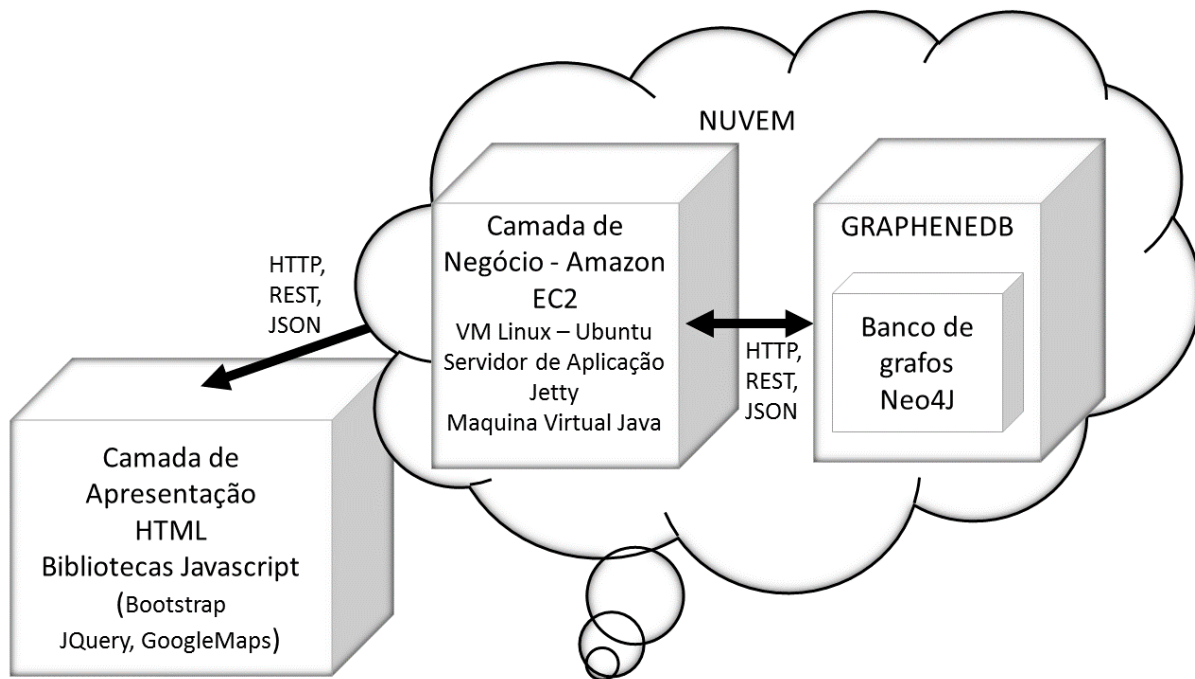 NUVEM
Camada de
Negócio - Amazon
EC2
VM Linux – Ubuntu
Servidor de Aplicação
Jetty
Maquina Virtual Java
GRAPHENEDB
Banco de
grafos
Neo4J
HTTP,
REST,
JSON
HTTP,
REST,
JSON
Camada de
Apresentação
HTML
Bibliotecas Javascript
(Bootstrap
JQuery, GoogleMaps)